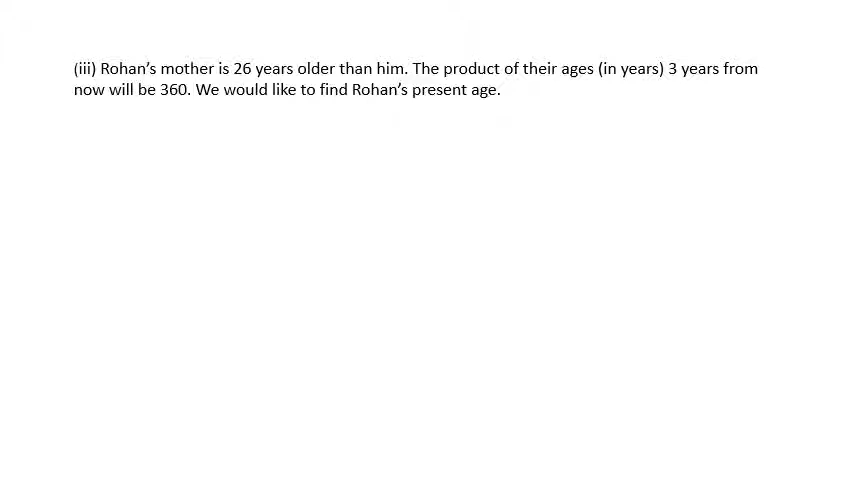 (iii) Rohan’s mother is 26 years older than him. The product of their ages (in years) 3 years from
now will be 360. We would like to find Rohan’s present age.